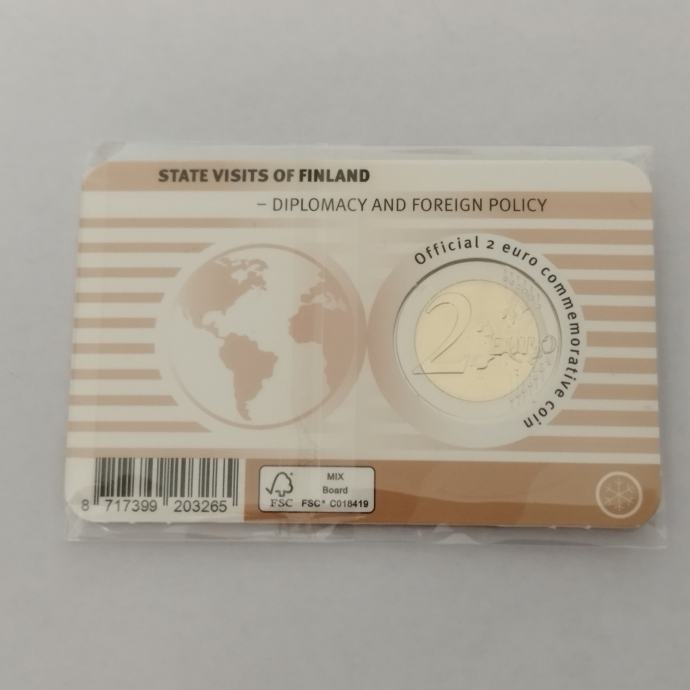 STATE VISITS OF FINLAND
– DIPLOMACY AND FOREIGN POLICY
Official 2 euro commemorative coin
2 EURO
8 717399 203265
FSC
MIX
Board
FSC® C018419